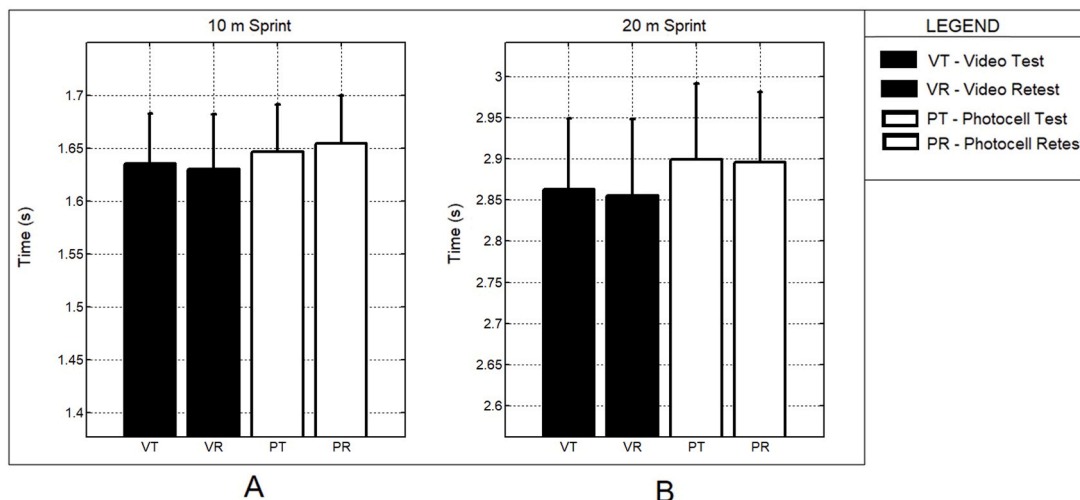 10 m Sprint
1.7
1.65
1.6
1.55
1.5
1.45
1.4
Time (s)
VT VR PT PR
A
20 m Sprint
3
2.95
2.9
2.85
2.8
2.75
2.7
2.65
2.6
Time (s)
VT VR PT PR
B
LEGEND
VT - Video Test
VR - Video Retest
PT - Photocell Test
PR - Photocell Retes